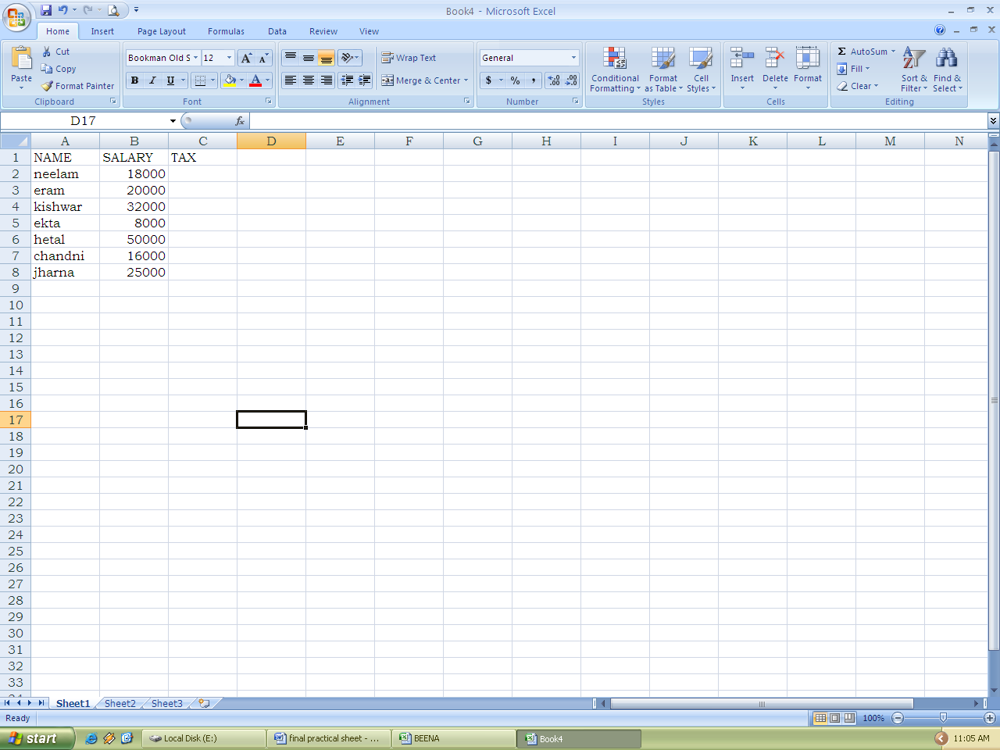 Book4 - Microsoft Excel
Home Insert Page Layout Formulas Data Review View
Paste
Cut
Copy
Format Painter
Clipboard
Bookman Old S 12
B I U A
Font
Wrap Text
Merge & Center
Alignment
General
$ % ,
Number
Conditional Formatting
Format as Table
Cell Styles
Styles
Insert Delete Format
Cells
Σ AutoSum
Fill
Clear
Sort & Filter
Find & Select
Editing
D17 fx
A B C D E F G H I J K L M N
1 NAME SALARY TAX
2 neelam 18000
3 eram 20000
4 kishwar 32000
5 ekta 8000
6 hetal 50000
7 chandni 16000
8 jharna 25000
9
10
11
12
13
14
15
16
17
18
19
20
21
22
23
24
25
26
27
28
29
30
31
32
33
Sheet1 Sheet2 Sheet3
Ready 100%
start Local Disk (E:) final practical sheet - ... BEENA Book4 11:05 AM